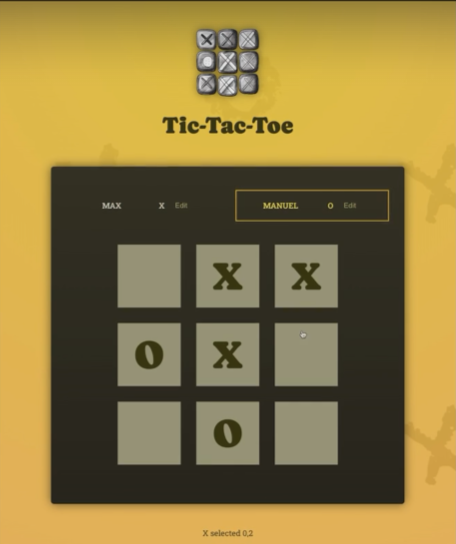 Tic-Tac-Toe
MAX X Edit MANUEL O Edit
X X
O X
O
X selected 0,2